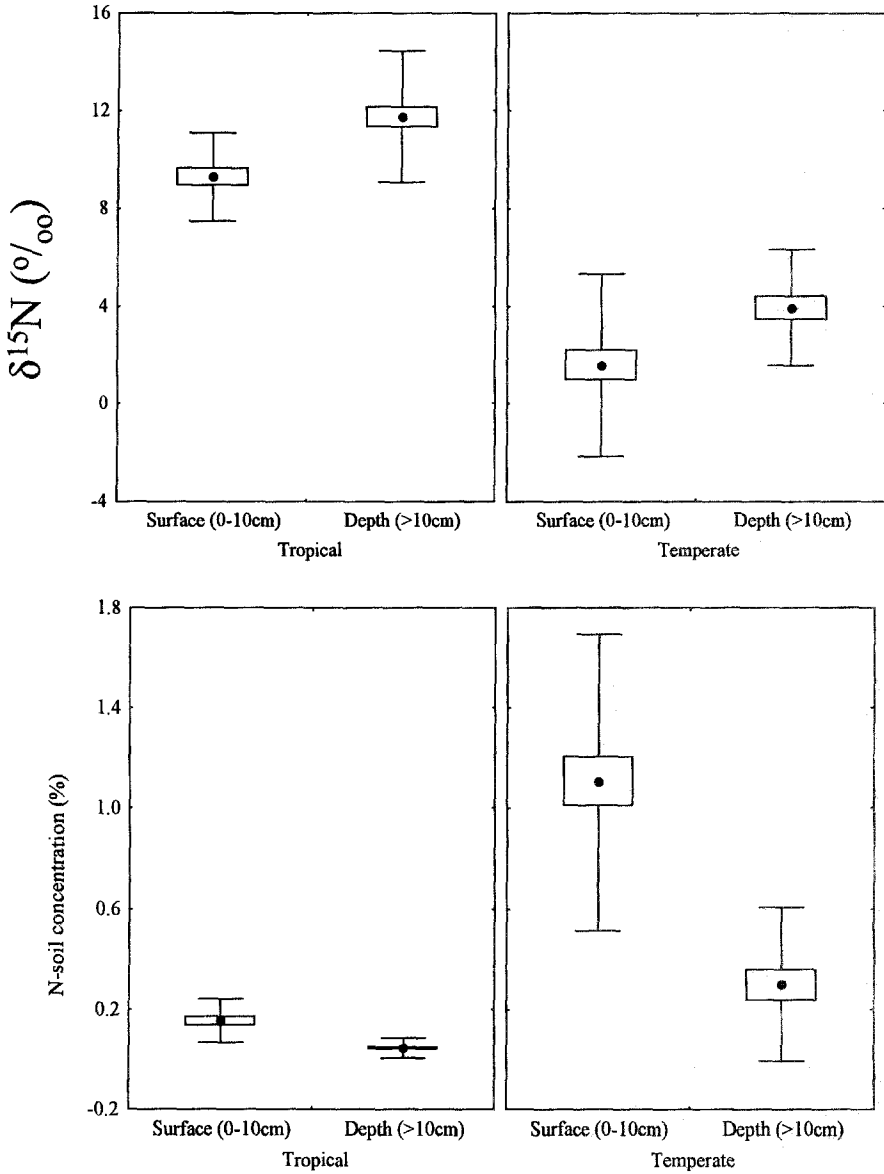 16
12
8
4
0
-4
δ¹⁵N (°/₀₀)
Surface (0-10cm) Depth (>10cm) Surface (0-10cm) Depth (>10cm)
Tropical Temperate
1.8
1.4
1.0
0.6
0.2
-0.2
N-soil concentration (%)
Surface (0-10cm) Depth (>10cm) Surface (0-10cm) Depth (>10cm)
Tropical Temperate